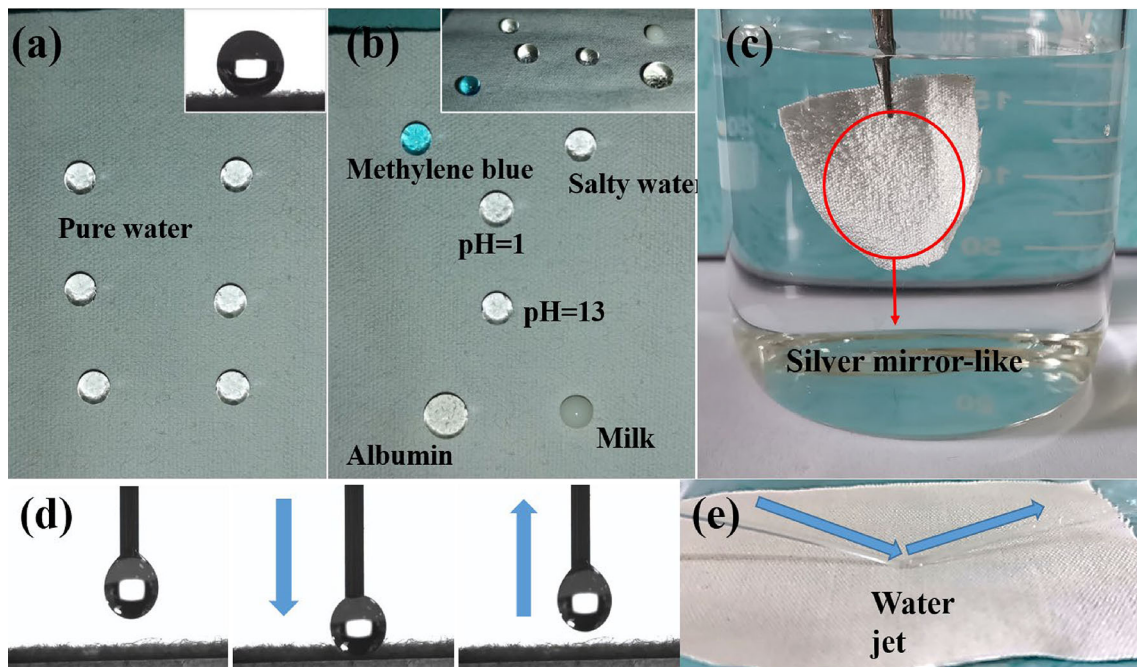 (a)
Pure water
(b)
Methylene blue
Salty water
pH=1
pH=13
Albumin
Milk
(c)
Silver mirror-like
(d)
(e)
Water
jet